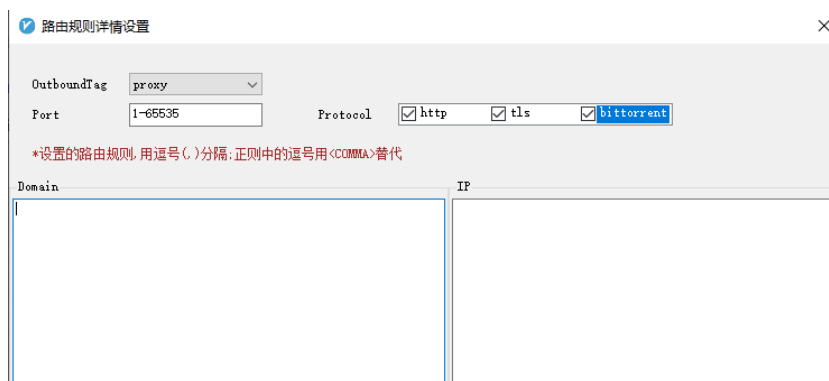 路由规则详情设置
OutboundTag proxy
Port 1-65535 Protocol http tls bittorrent
*设置的路由规则,用逗号(,)分隔;正则中的逗号用<COMMA>替代
Domain IP